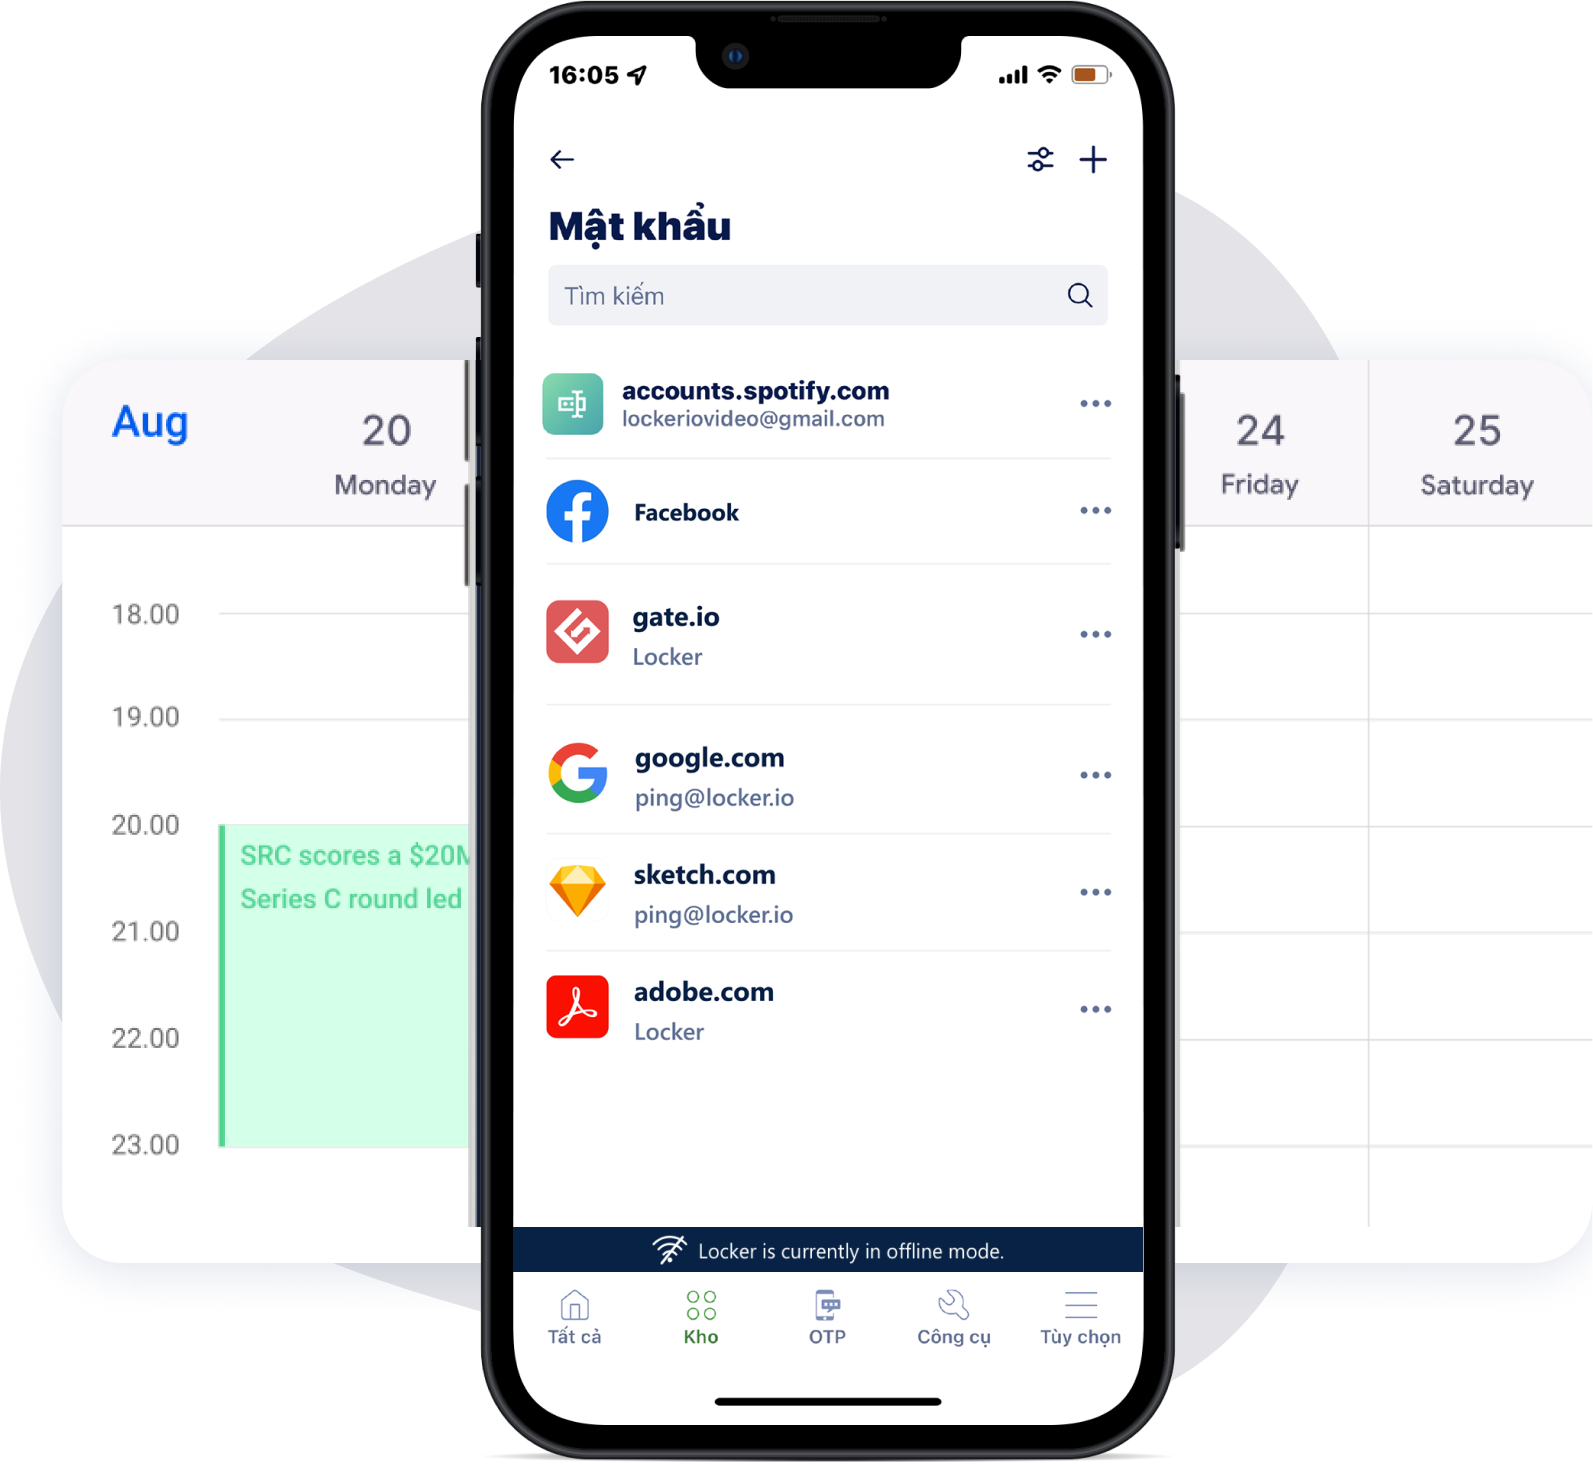 16:05
Mật khẩu
Tìm kiếm
accounts.spotify.com
lockeriovideo@gmail.com
Facebook
gate.io
Locker
google.com
ping@locker.io
sketch.com
ping@locker.io
adobe.com
Locker
Locker is currently in offline mode.
Tất cả
Kho
OTP
Công cụ
Tùy chọn
Aug
20
Monday
24
Friday
25
Saturday
18.00
19.00
20.00
21.00
22.00
23.00
SRC scores a $20M
Series C round led